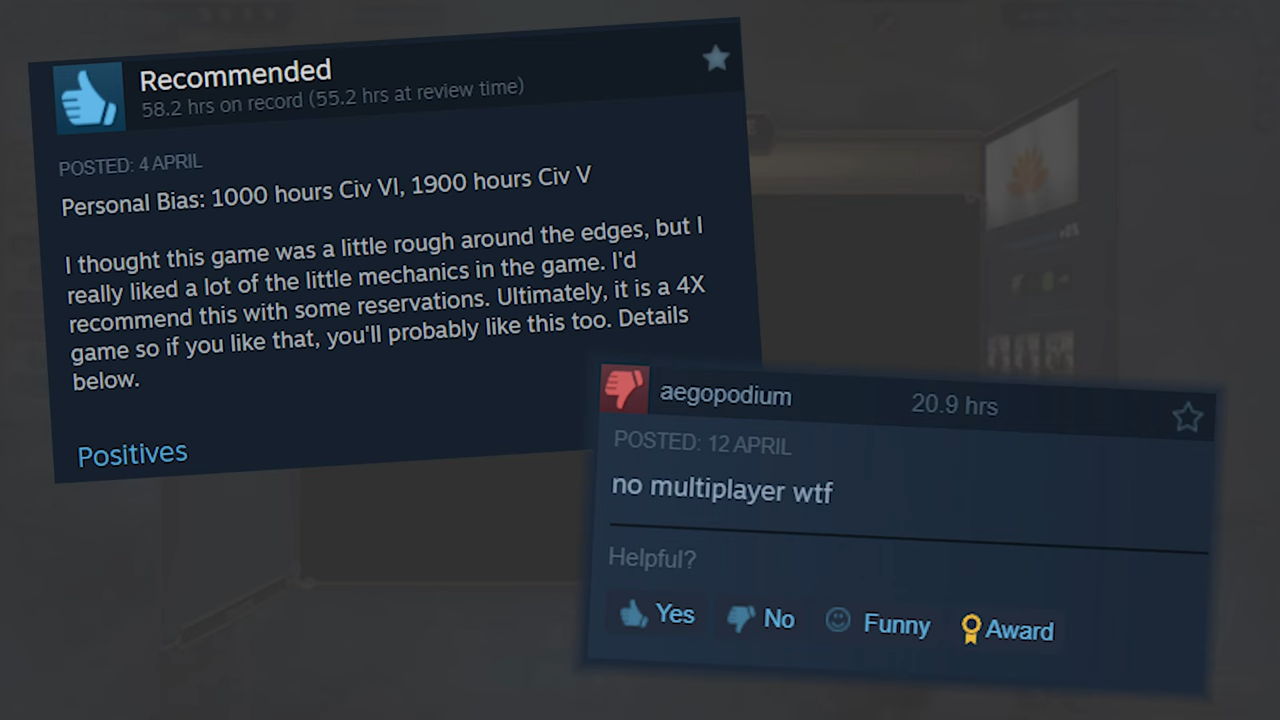 Recommended
58.2 hrs on record (55.2 hrs at review time)
POSTED: 4 APRIL
Personal Bias: 1000 hours Civ VI, 1900 hours Civ V
I thought this game was a little rough around the edges, but I
really liked a lot of the little mechanics in the game. I'd
recommend this with some reservations. Ultimately, it is a 4X
game so if you like that, you'll probably like this too. Details
below.
Positives
aegopodium
20.9 hrs
POSTED: 12 APRIL
no multiplayer wtf
Helpful?
Yes
No
Funny
Award